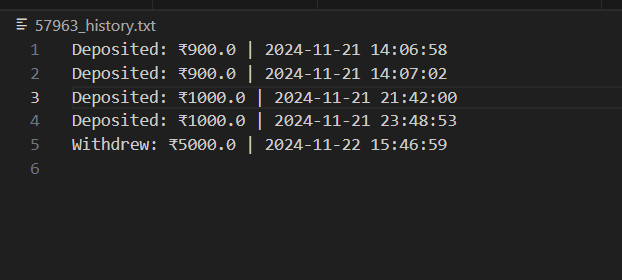 57963_history.txt
1 Deposited: ₹900.0 | 2024-11-21 14:06:58
2 Deposited: ₹900.0 | 2024-11-21 14:07:02
3 Deposited: ₹1000.0 | 2024-11-21 21:42:00
4 Deposited: ₹1000.0 | 2024-11-21 23:48:53
5 Withdrew: ₹5000.0 | 2024-11-22 15:46:59
6